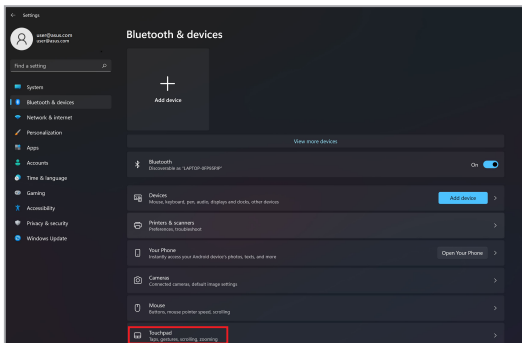 Settings
user@asus.com
user@asus.com
Find a setting
System
Bluetooth & devices
Network & internet
Personalization
Apps
Accounts
Time & language
Gaming
Accessibility
Privacy & security
Windows Update
Bluetooth & devices
Add device
View more devices
Bluetooth
Discoverable as "LAPTOP-8FP6SR9P"
On
Devices
Mouse, keyboard, pen, audio, displays and docks, other devices
Add device
Printers & scanners
Preferences, troubleshoot
Your Phone
Instantly access your Android device's photos, texts, and more
Open Your Phone
Cameras
Connected cameras, default image settings
Mouse
Buttons, mouse pointer speed, scrolling
Touchpad
Taps, gestures, scrolling, zooming